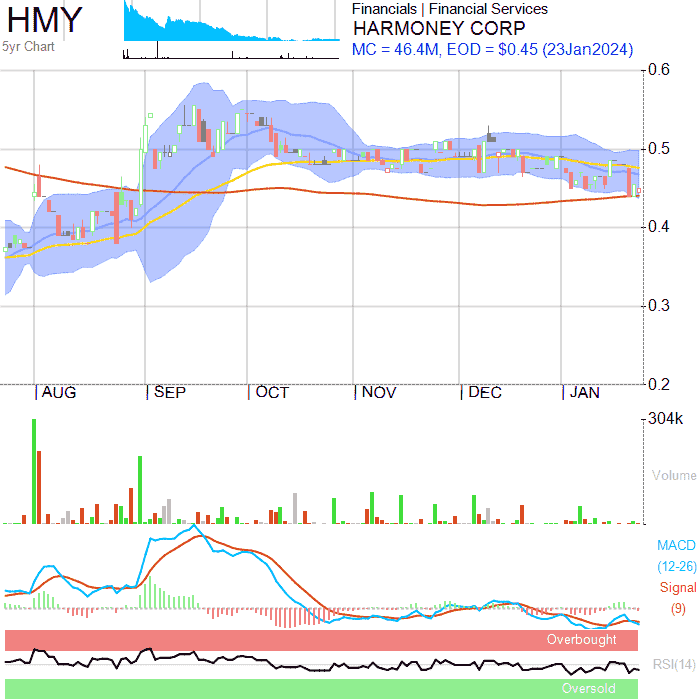 HMY
5yr Chart
Financials | Financial Services
HARMONEY CORP
MC = 46.4M, EOD = $0.45 (23Jan2024)
0.6
0.5
0.4
0.3
0.2
AUG SEP OCT NOV DEC JAN
304k
Volume
MACD
(12-26)
Signal
(9)
Overbought
RSI(14)
Oversold